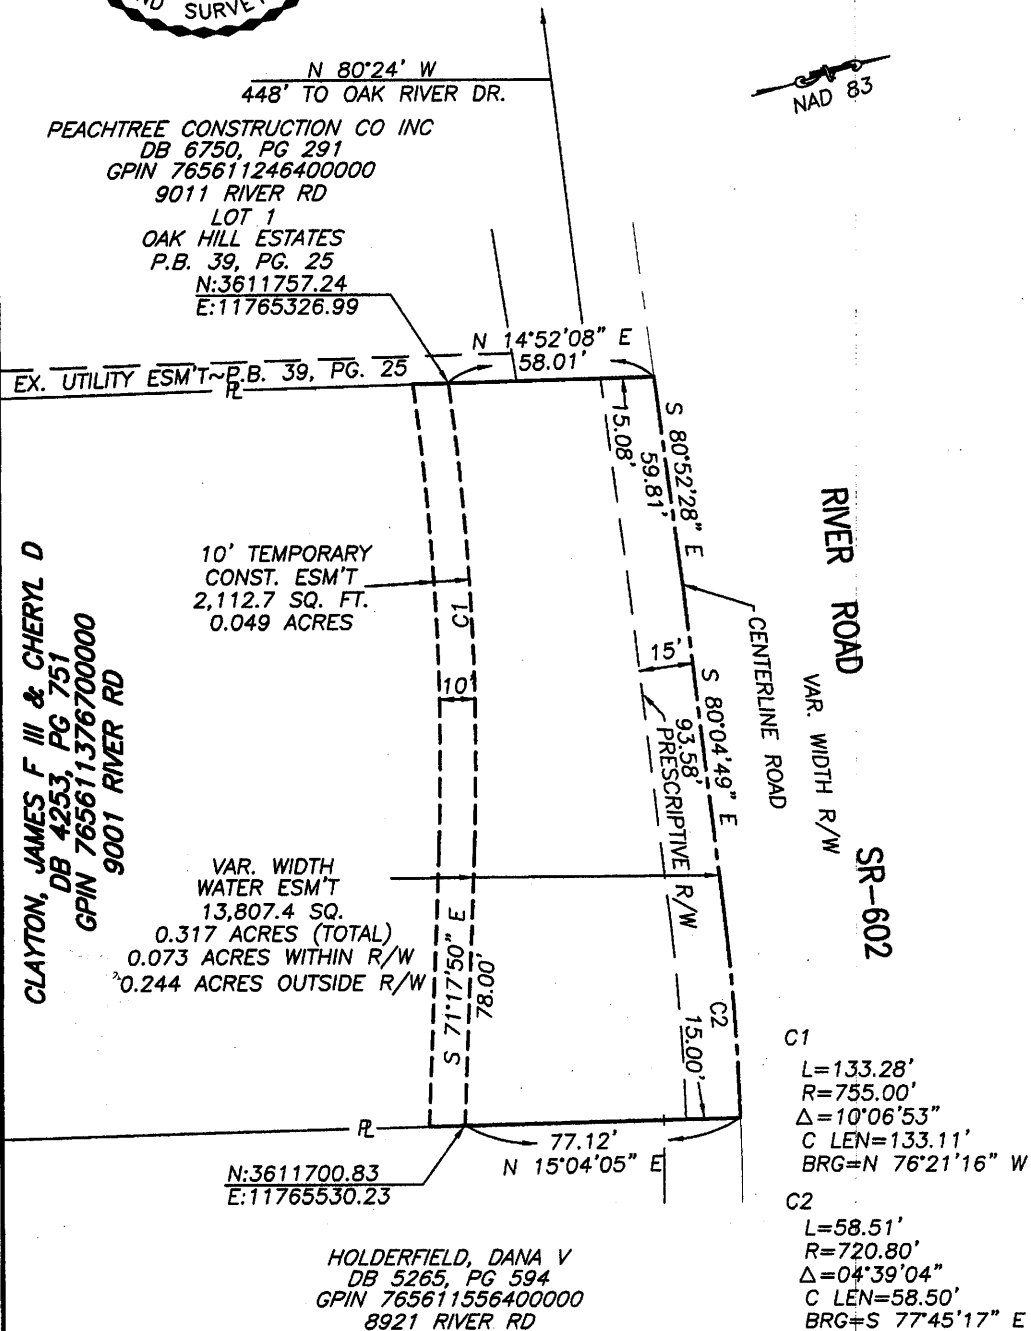 ND SURVEY
N 80°24' W
448' TO OAK RIVER DR.
NAD 83
PEACHTREE CONSTRUCTION CO INC
DB 6750, PG 291
GPIN 765611246400000
9011 RIVER RD
LOT 1
OAK HILL ESTATES
P.B. 39, PG. 25
N:3611757.24
E:11765326.99
N 14°52'08" E
58.01'
EX. UTILITY ESM'T~P.B. 39, PG. 25
PL
15.08'
S 80°52'28" E
59.81'
10' TEMPORARY
CONST. ESM'T
2,112.7 SQ. FT.
0.049 ACRES
C1
10'
15'
CENTERLINE ROAD
S 80°04'49" E
93.58'
PRESCRIPTIVE R/W
RIVER ROAD
VAR. WIDTH R/W
SR-602
CLAYTON, JAMES F III & CHERYL D
DB 4253, PG 751
GPIN 765611376700000
9001 RIVER RD
VAR. WIDTH
WATER ESM'T
13,807.4 SQ.
0.317 ACRES (TOTAL)
0.073 ACRES WITHIN R/W
0.244 ACRES OUTSIDE R/W
S 71°17'50" E
78.00'
C2
15.00'
PL
77.12'
N 15°04'05" E
N:3611700.83
E:11765530.23
C1
L=133.28'
R=755.00'
Δ=10°06'53"
C LEN=133.11'
BRG=N 76°21'16" W
C2
L=58.51'
R=720.80'
Δ=04°39'04"
C LEN=58.50'
BRG=S 77°45'17" E
HOLDERFIELD, DANA V
DB 5265, PG 594
GPIN 765611556400000
8921 RIVER RD